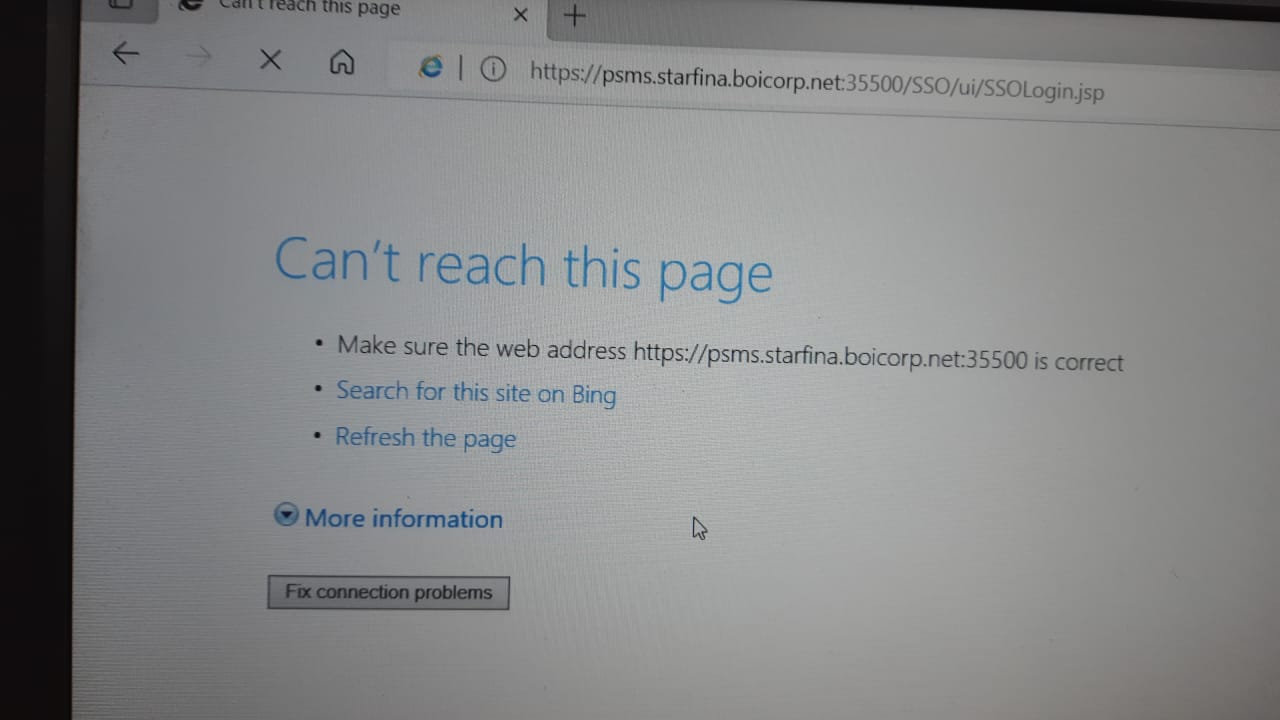 Can't reach this page
https://psms.starfina.boicorp.net:35500/SSO/ui/SSOLogin.jsp
Can't reach this page
• Make sure the web address https://psms.starfina.boicorp.net:35500 is correct
• Search for this site on Bing
• Refresh the page
More information
Fix connection problems